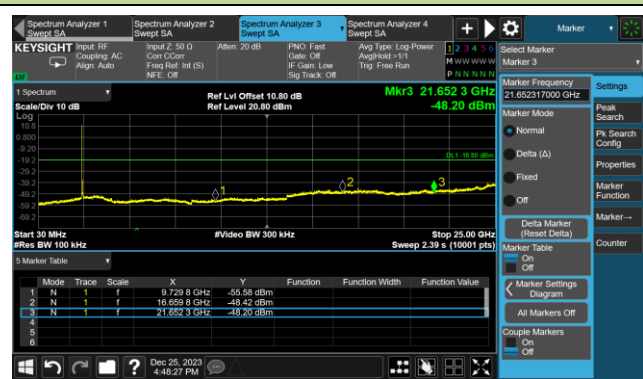 Spectrum Analyzer 1
Swept SA
Spectrum Analyzer 2
Swept SA
Spectrum Analyzer 3
Swept SA
Spectrum Analyzer 4
Swept SA
+
Marker
KEYSIGHT
Input: RF
Coupling: AC
Align: Auto
Input Z: 50 Ω
Corr CCorr
Freq Ref: Int (S)
NFE: Off
Atten: 20 dB
PNO: Fast
Gate: Off
IF Gain: Low
Sig Track: Off
Avg Type: Log-Power
Avg|Hold:>1/1
Trig: Free Run
1 2 3 4 5 6
M W W W W W
P N N N N N
LV
Select Marker
Marker 3
1 Spectrum
Scale/Div 10 dB
Ref Lvl Offset 10.80 dB
Ref Level 20.80 dBm
Mkr3 21.652 3 GHz
-48.20 dBm
Log
10.8
0.800
-9.20
-19.2
-29.2
-39.2
-49.2
-59.2
-69.2
DL1 -18.80 dBm
1
2
3
Start 30 MHz
#Res BW 100 kHz
#Video BW 300 kHz
Stop 25.00 GHz
Sweep 2.39 s (10001 pts)
5 Marker Table
Mode Trace Scale X Y Function Function Width Function Value
1 N 1 f 9.729 8 GHz -55.58 dBm
2 N 1 f 16.659 8 GHz -48.42 dBm
3 N 1 f 21.652 3 GHz -48.20 dBm
4
5
6
Marker Frequency
21.652317000 GHz
Marker Mode
Normal
Delta (Δ)
Fixed
Off
Delta Marker
(Reset Delta)
Marker Table
On
Off
Marker Settings
Diagram
All Markers Off
Couple Markers
On
Off
Settings
Peak
Search
Pk Search
Config
Properties
Marker
Function
Marker→
Counter
?
Dec 25, 2023
4:48:27 PM